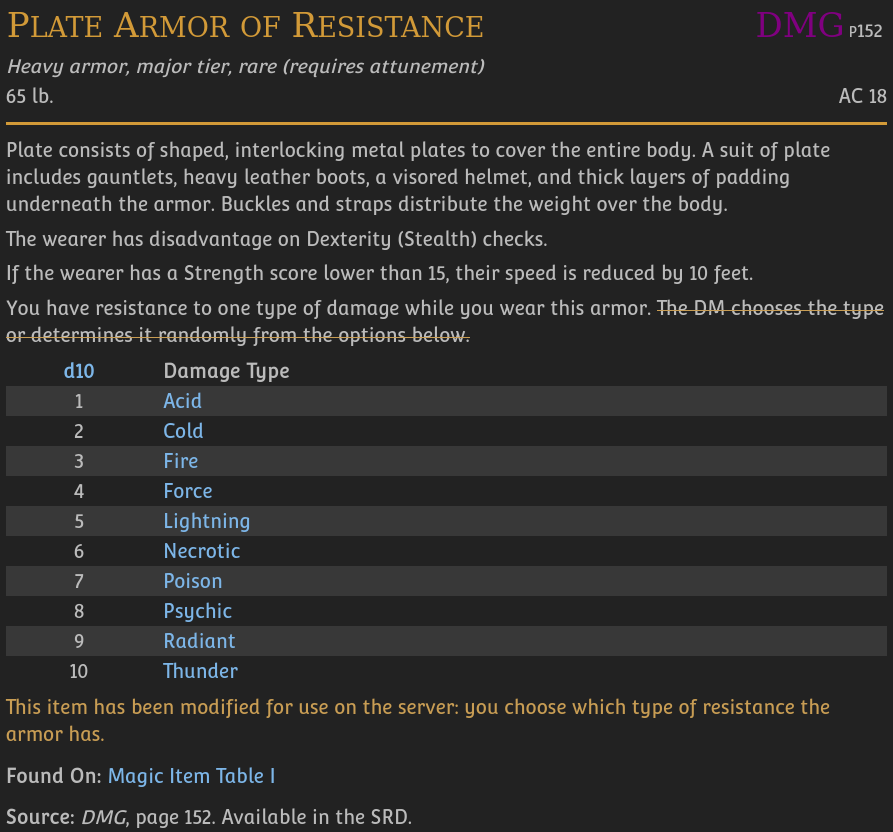 Plate Armor of Resistance DMG P152
Heavy armor, major tier, rare (requires attunement)
65 lb. AC 18
Plate consists of shaped, interlocking metal plates to cover the entire body. A suit of plate
includes gauntlets, heavy leather boots, a visored helmet, and thick layers of padding
underneath the armor. Buckles and straps distribute the weight over the body.
The wearer has disadvantage on Dexterity (Stealth) checks.
If the wearer has a Strength score lower than 15, their speed is reduced by 10 feet.
You have resistance to one type of damage while you wear this armor. The DM chooses the type
or determines it randomly from the options below.
d10 Damage Type
1 Acid
2 Cold
3 Fire
4 Force
5 Lightning
6 Necrotic
7 Poison
8 Psychic
9 Radiant
10 Thunder
This item has been modified for use on the server: you choose which type of resistance the
armor has.
Found On: Magic Item Table I
Source: DMG, page 152. Available in the SRD.